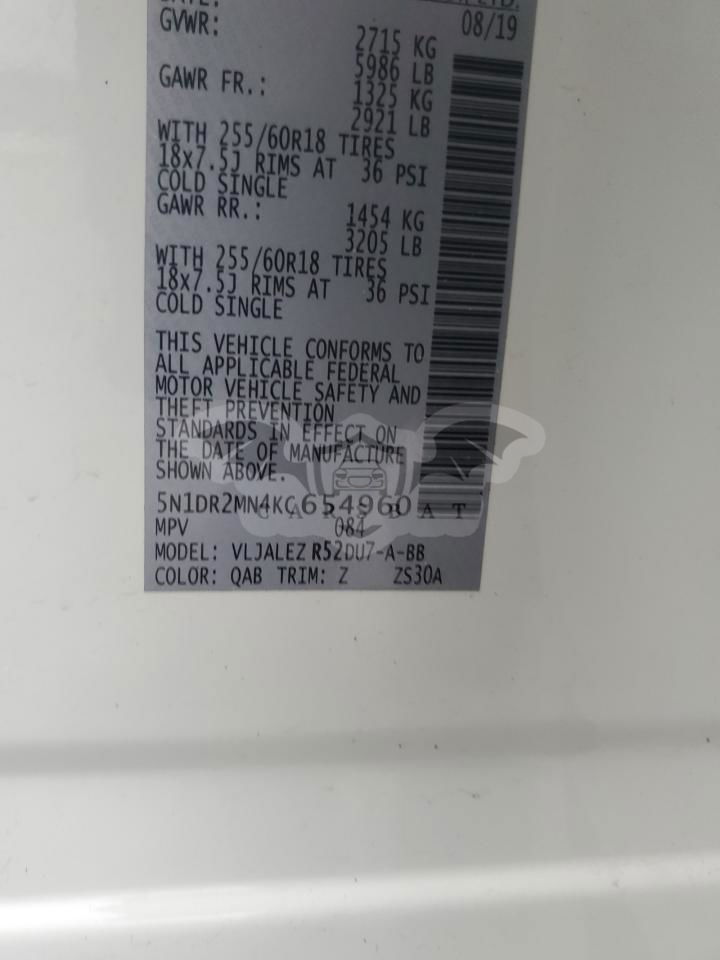 08/19
GVWR:
2715 KG
5986 LB
GAWR FR.:
1325 KG
2921 LB
WITH 255/60R18 TIRES
18x7.5J RIMS AT 36 PSI
COLD SINGLE
GAWR RR.:
1454 KG
3205 LB
WITH 255/60R18 TIRES
18x7.5J RIMS AT 36 PSI
COLD SINGLE
THIS VEHICLE CONFORMS TO
ALL APPLICABLE FEDERAL
MOTOR VEHICLE SAFETY AND
THEFT PREVENTION
STANDARDS IN EFFECT ON
THE DATE OF MANUFACTURE
SHOWN ABOVE.
5N1DR2MN4KC654960
MPV 084
MODEL: VLJALEZ R52DU7-A-BB
COLOR: QAB TRIM: Z ZS30A